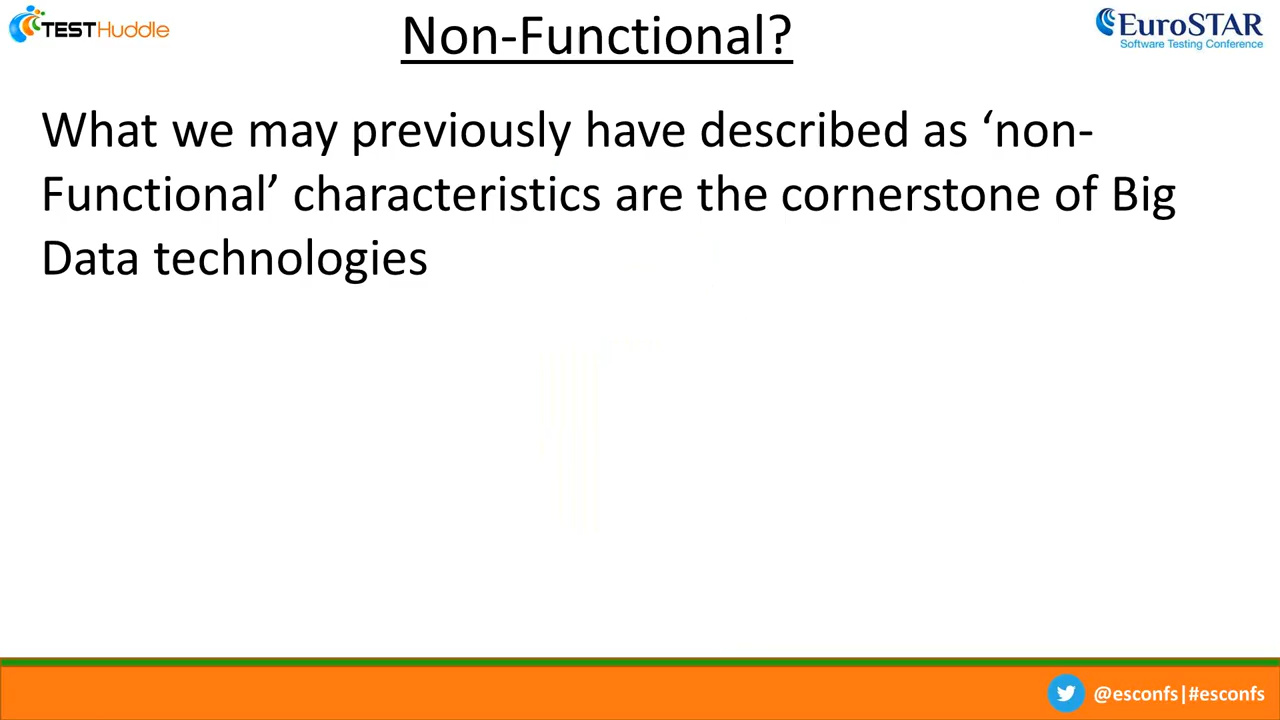 TESTHuddle
Non-Functional?
EuroSTAR
Software Testing Conference
What we may previously have described as ‘non-
Functional’ characteristics are the cornerstone of Big
Data technologies
@esconfs|#esconfs